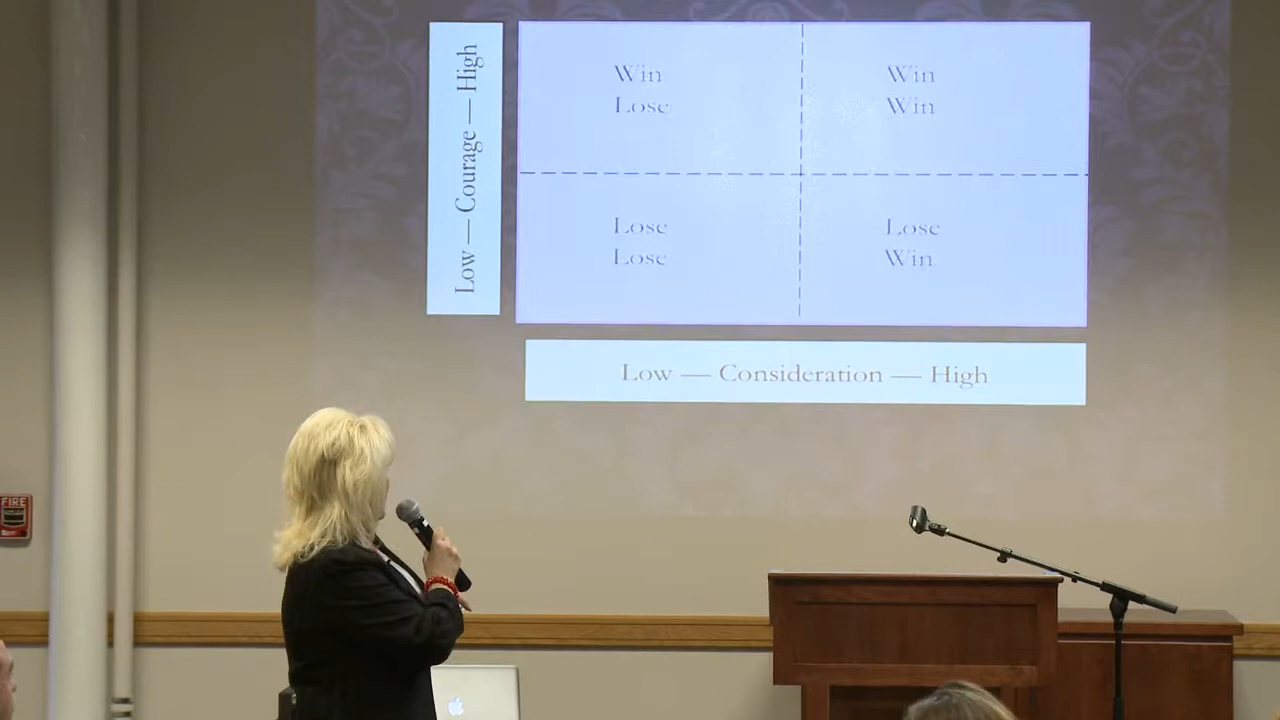 Low — Courage — High
Win
Lose
Win
Win
Lose
Lose
Lose
Win
Low — Consideration — High
FIRE